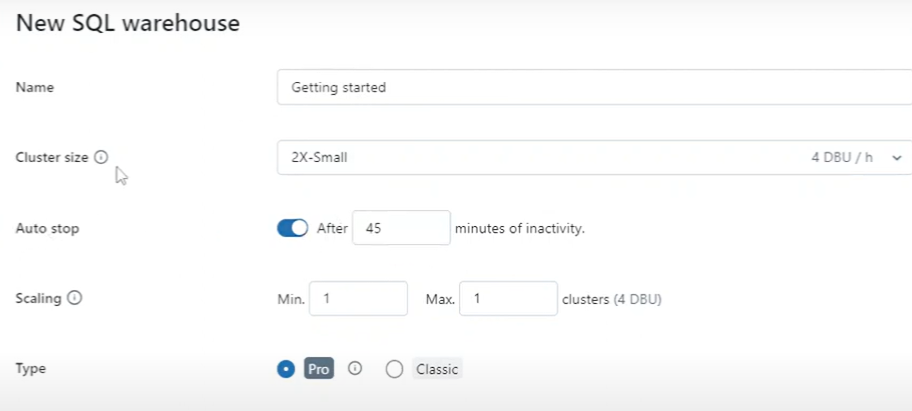 New SQL warehouse
Name Getting started
Cluster size 2X-Small 4 DBU / h
Auto stop After 45 minutes of inactivity.
Scaling Min. 1 Max. 1 clusters (4 DBU)
Type Pro Classic